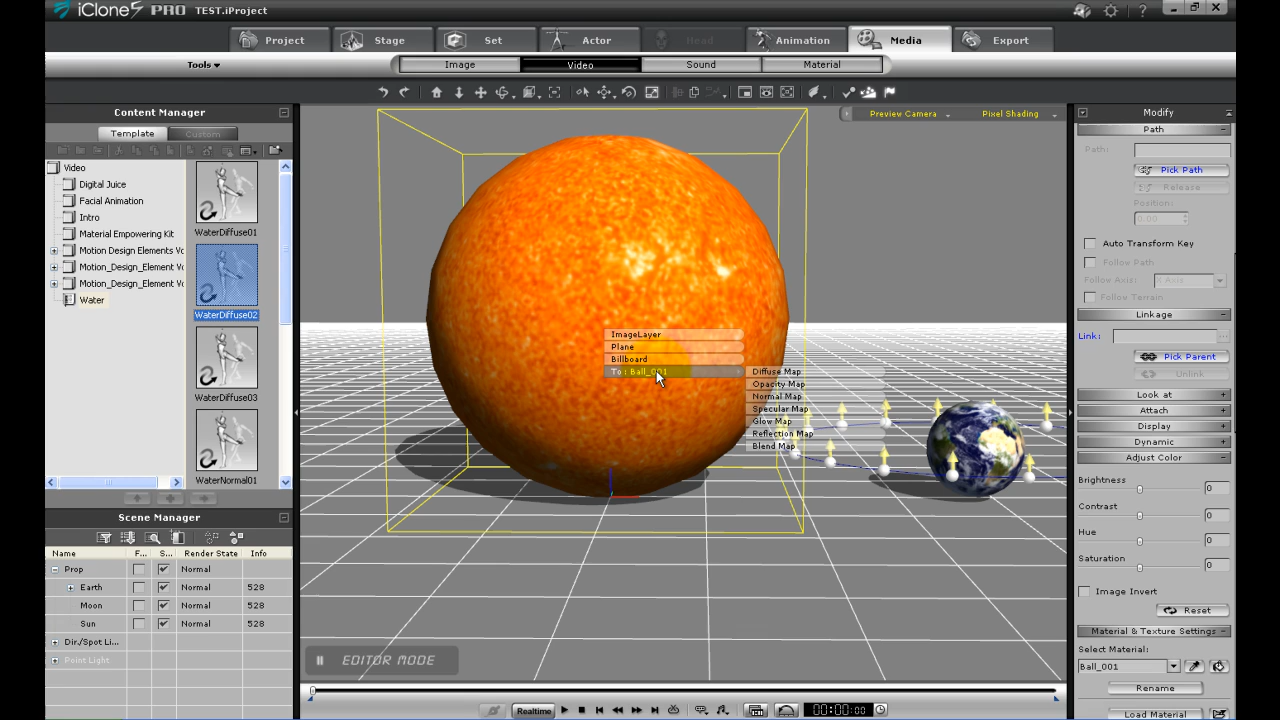 iClone5 PRO TEST.iProject
Project Stage Set Actor Head Animation Media Export
Tools Image Video Sound Material
Content Manager
Template Custom
Video
Digital Juice
Facial Animation
Intro
Material Empowering Kit
Motion Design Elements Vo
Motion_Design_Element Vo
Motion_Design_Element Vo
Water
WaterDiffuse01
WaterDiffuse02
WaterDiffuse03
WaterNormal01
Preview Camera Pixel Shading
ImageLayer
Plane
Billboard
To : Ball_001
Diffuse Map
Opacity Map
Normal Map
Specular Map
Glow Map
Reflection Map
Blend Map
EDITOR MODE
Scene Manager
Name F... S... Render State Info
Prop Normal
Earth Normal 528
Moon Normal 528
Sun Normal 528
Dir./Spot Li...
Point Light
Realtime 00:00:00
Modify
Path
Path:
Pick Path
Release
Position:
0.00
Auto Transform Key
Follow Path
Follow Axis: X Axis
Follow Terrain
Linkage
Link:
Pick Parent
Unlink
Look at
Attach
Display
Dynamic
Adjust Color
Brightness
0
Contrast
0
Hue
0
Saturation
0
Image Invert
Reset
Material & Texture Settings
Select Material:
Ball_001
Rename
Load Material